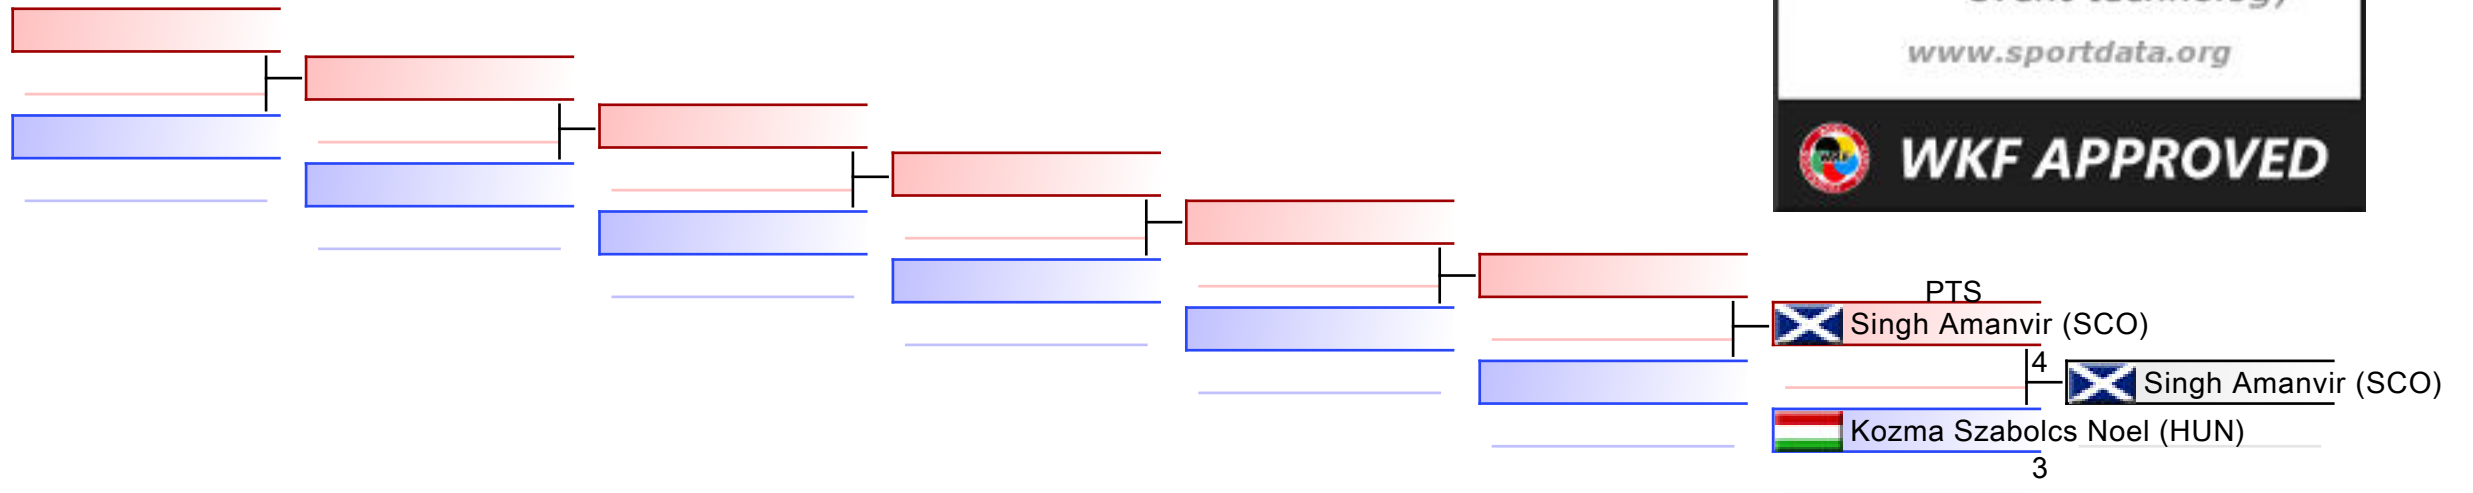 www.sportdata.org
WKF APPROVED
PTS
Singh Amanvir (SCO)
4
Singh Amanvir (SCO)
Kozma Szabolcs Noel (HUN)
3